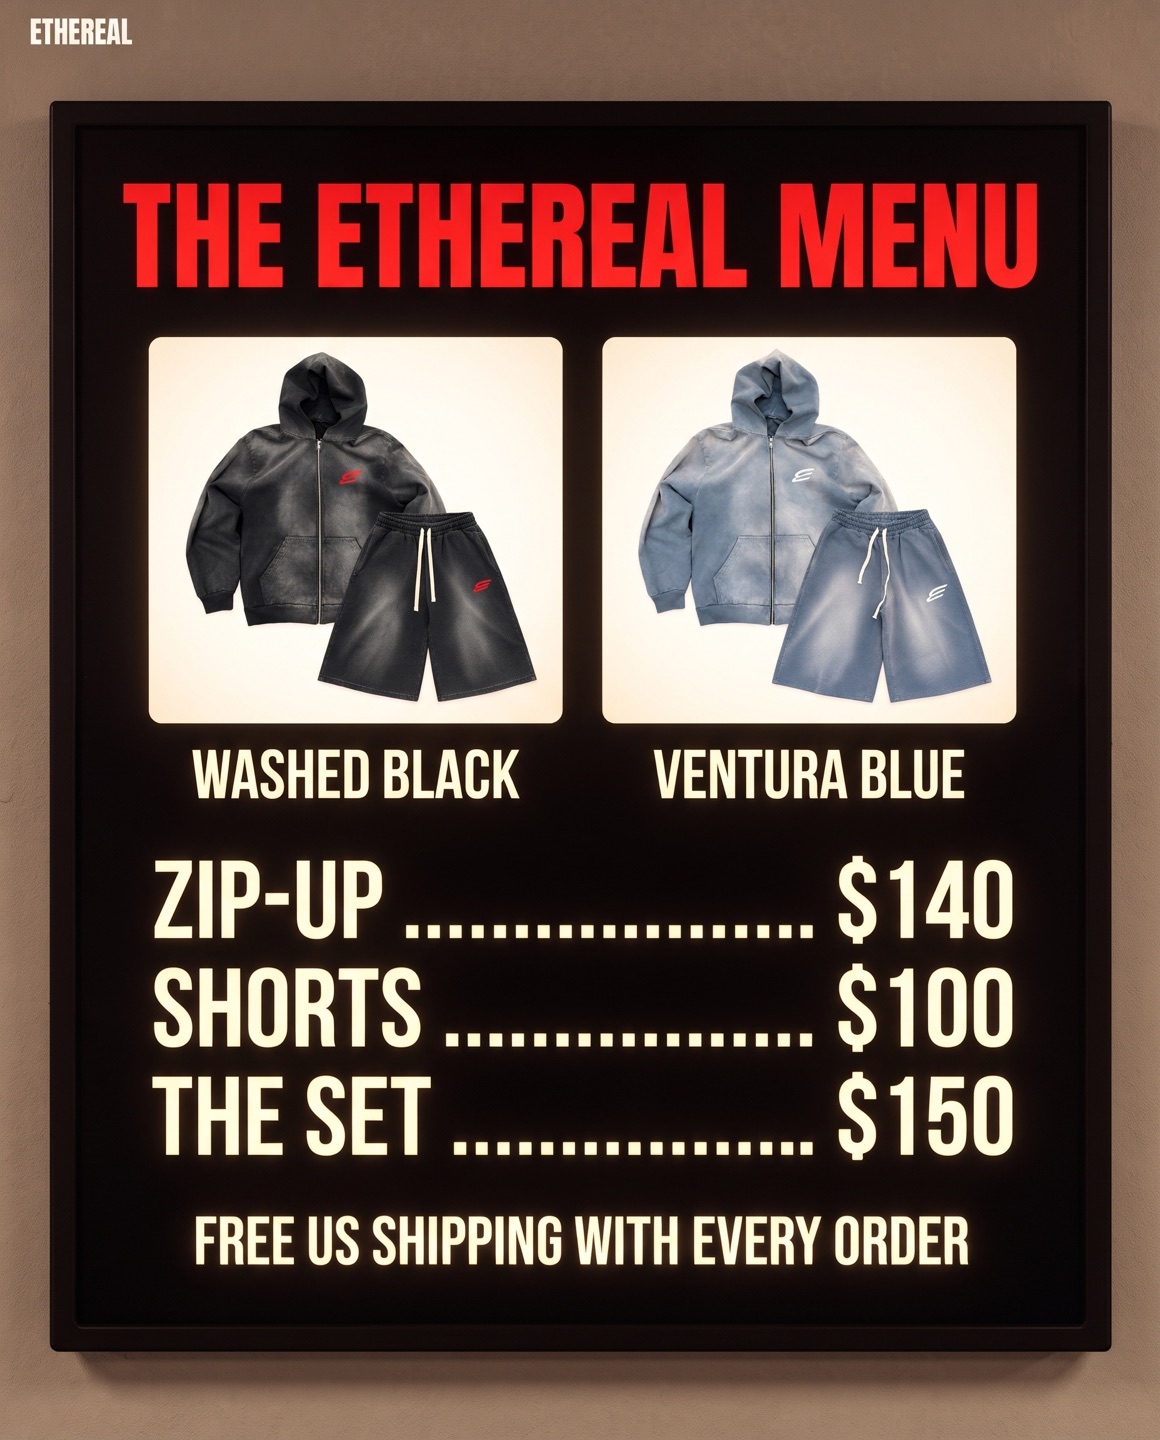 ETHEREAL
THE ETHEREAL MENU
WASHED BLACK
VENTURA BLUE
ZIP-UP ................... $140
SHORTS ................. $100
THE SET ................. $150
FREE US SHIPPING WITH EVERY ORDER